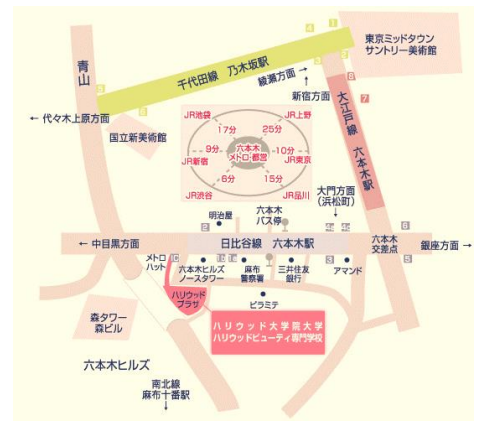 東京ミッドタウン
サントリー美術館
青山
千代田線 乃木坂駅
綾瀬方面 →
新宿方面
← 代々木上原方面
国立新美術館
大江戸線 六本木駅
JR池袋
JR上野
17分
25分
9分
六本木
メトロ・都営
10分
JR新宿
JR東京
6分
15分
JR渋谷
JR品川
明治屋
六本木
バス停
大門方面
(浜松町)
← 中目黒方面
日比谷線 六本木駅
六本木
交差点
銀座方面 →
メトロ
ハット
六本木ヒルズ
ノースタワー
麻布
警察署
三井住友
銀行
アマンド
ハリウッド
プラザ
ピラミテ
森タワー
森ビル
ハリウッド大学院大学
ハリウッドビューティ専門学校
六本木ヒルズ
南北線
麻布十番駅
↓